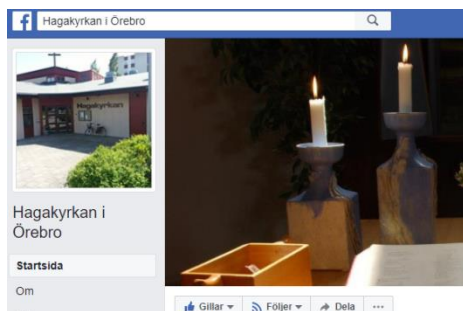 Hagakyrkan i Örebro
Hagakyrkan
Hagakyrkan i
Örebro
Startsida
Om
Gillar
Följer
Dela